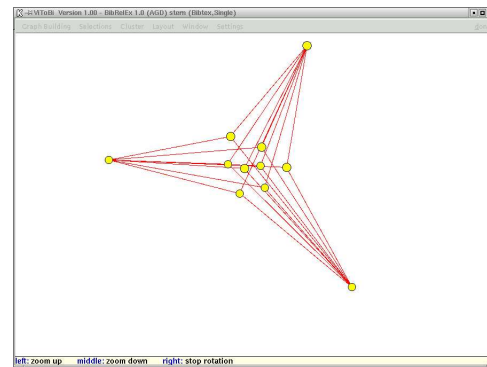 ViToBi Version 1.00 - BibRelEx 1.0 (AGD) stem (Bibtex,Single)
Graph Building Selections Cluster Layout Window Settings
left: zoom up middle: zoom down right: stop rotation